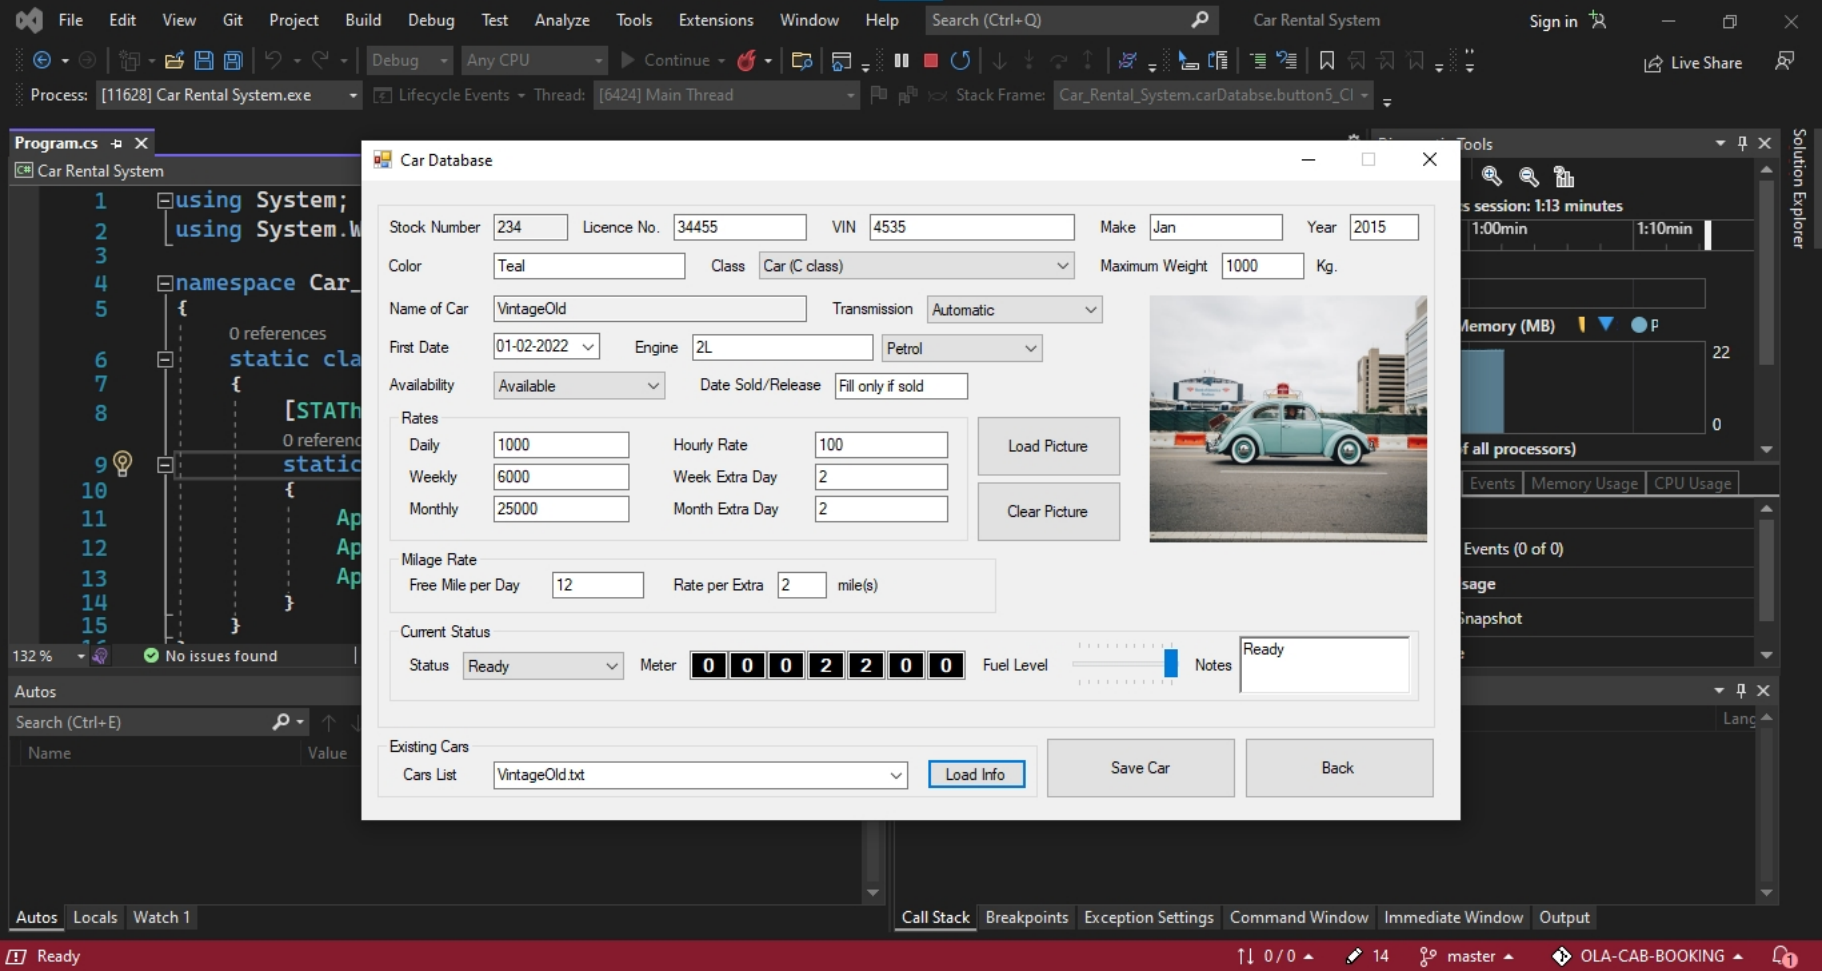 File Edit View Git Project Build Debug Test Analyze Tools Extensions Window Help Search (Ctrl+Q) Car Rental System Sign in
Debug Any CPU Continue Live Share
Process: [11628] Car Rental System.exe Lifecycle Events Thread: [6424] Main Thread Stack Frame: Car_Rental_System.carDatabse.button5_Cl
Program.cs
Car Rental System
1 using System;
2 using System.W
3
4 namespace Car_
5 {
0 references
6 static cla
7 {
8 [STATh
0 referenc
9 static
10 {
11 Ap
12 Ap
13 Ap
14 }
15 }
16
132 % No issues found
Autos
Search (Ctrl+E)
Name Value
Autos Locals Watch 1
Car Database
Stock Number 234 Licence No. 34455 VIN 4535 Make Jan Year 2015
Color Teal Class Car (C class) Maximum Weight 1000 Kg.
Name of Car VintageOld Transmission Automatic
First Date 01-02-2022 Engine 2L Petrol
Availability Available Date Sold/Release Fill only if sold
Rates
Daily 1000 Hourly Rate 100
Weekly 6000 Week Extra Day 2
Monthly 25000 Month Extra Day 2
Load Picture
Clear Picture
Milage Rate
Free Mile per Day 12 Rate per Extra 2 mile(s)
Current Status
Status Ready Meter 0 0 0 2 2 0 0 Fuel Level Notes Ready
Existing Cars
Cars List VintageOld.txt Load Info Save Car Back
Tools
s session: 1:13 minutes
1:00min 1:10min
Memory (MB) P
22
0
f all processors)
Events Memory Usage CPU Usage
Events (0 of 0)
sage
Snapshot
Lang
Solution Explorer
Call Stack Breakpoints Exception Settings Command Window Immediate Window Output
Ready 0 / 0 14 master OLA-CAB-BOOKING 1